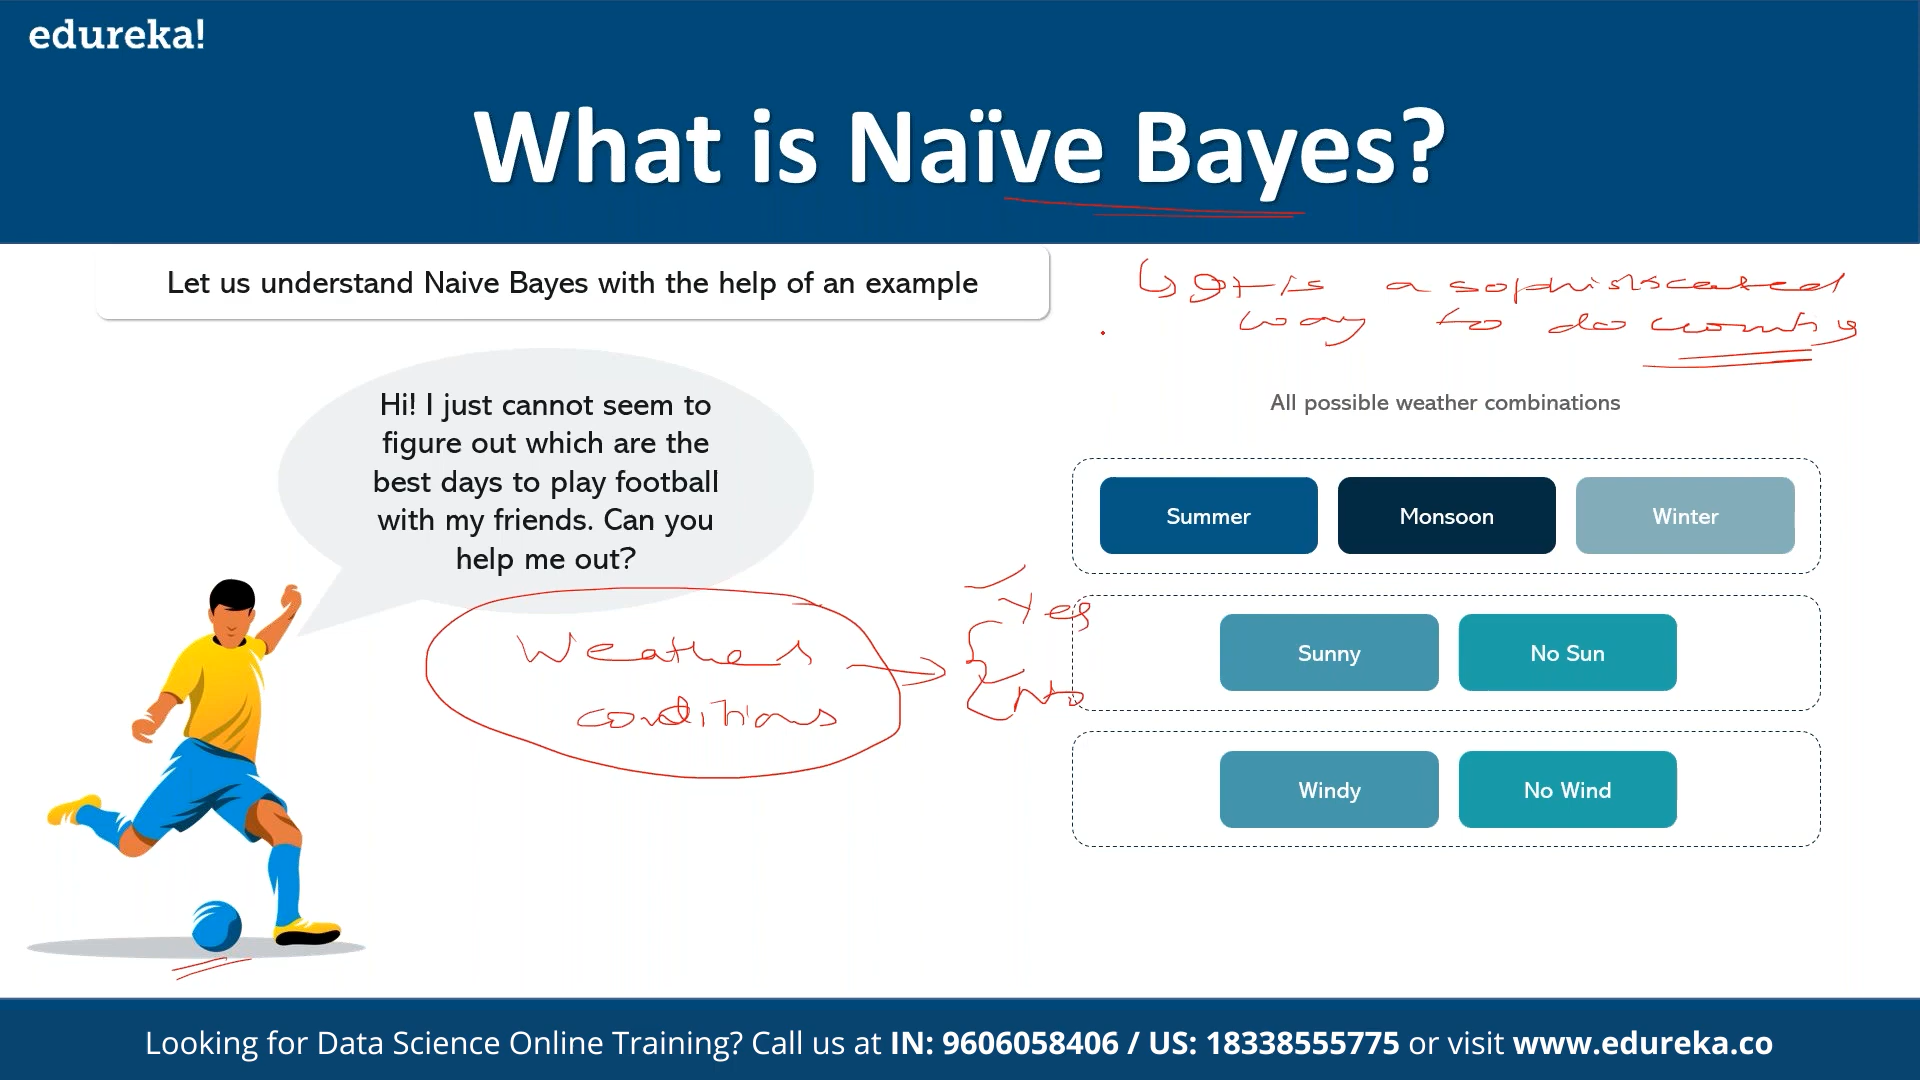 edureka!
What is Naïve Bayes?
Let us understand Naive Bayes with the help of an example
It is a sophisticated
way to do counting
Hi! I just cannot seem to
figure out which are the
best days to play football
with my friends. Can you
help me out?
Weather
conditions
Yes
No
All possible weather combinations
Summer Monsoon Winter
Sunny No Sun
Windy No Wind
Looking for Data Science Online Training? Call us at IN: 9606058406 / US: 18338555775 or visit www.edureka.co